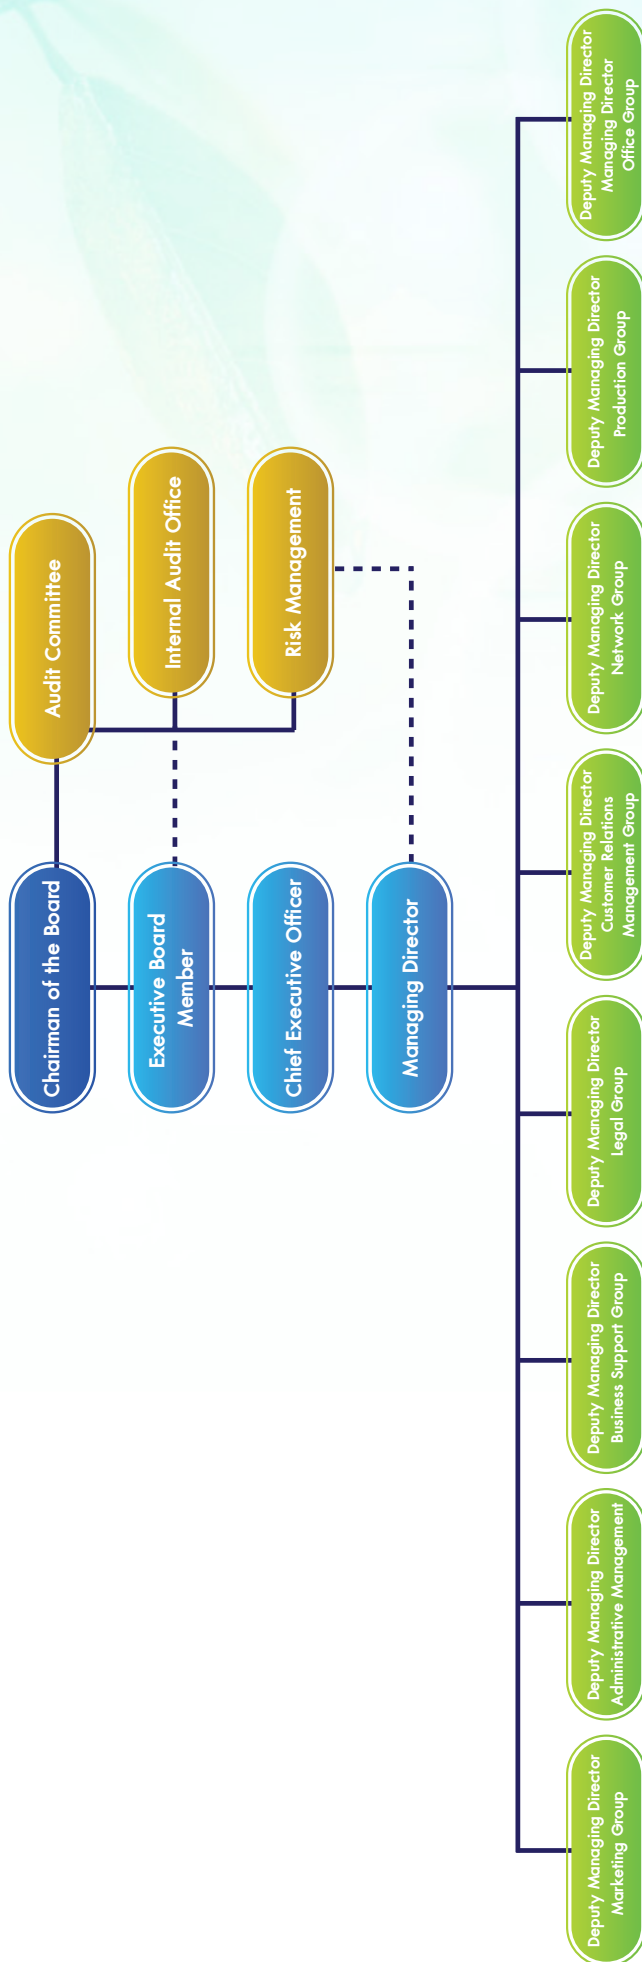 Chairman of the Board
Audit Committee
Executive Board
Member
Internal Audit Office
Chief Executive Officer
Risk Management
Managing Director
Deputy Managing Director
Marketing Group
Deputy Managing Director
Administrative Management
Deputy Managing Director
Business Support Group
Deputy Managing Director
Legal Group
Deputy Managing Director
Customer Relations
Management Group
Deputy Managing Director
Network Group
Deputy Managing Director
Production Group
Deputy Managing Director
Managing Director
Office Group